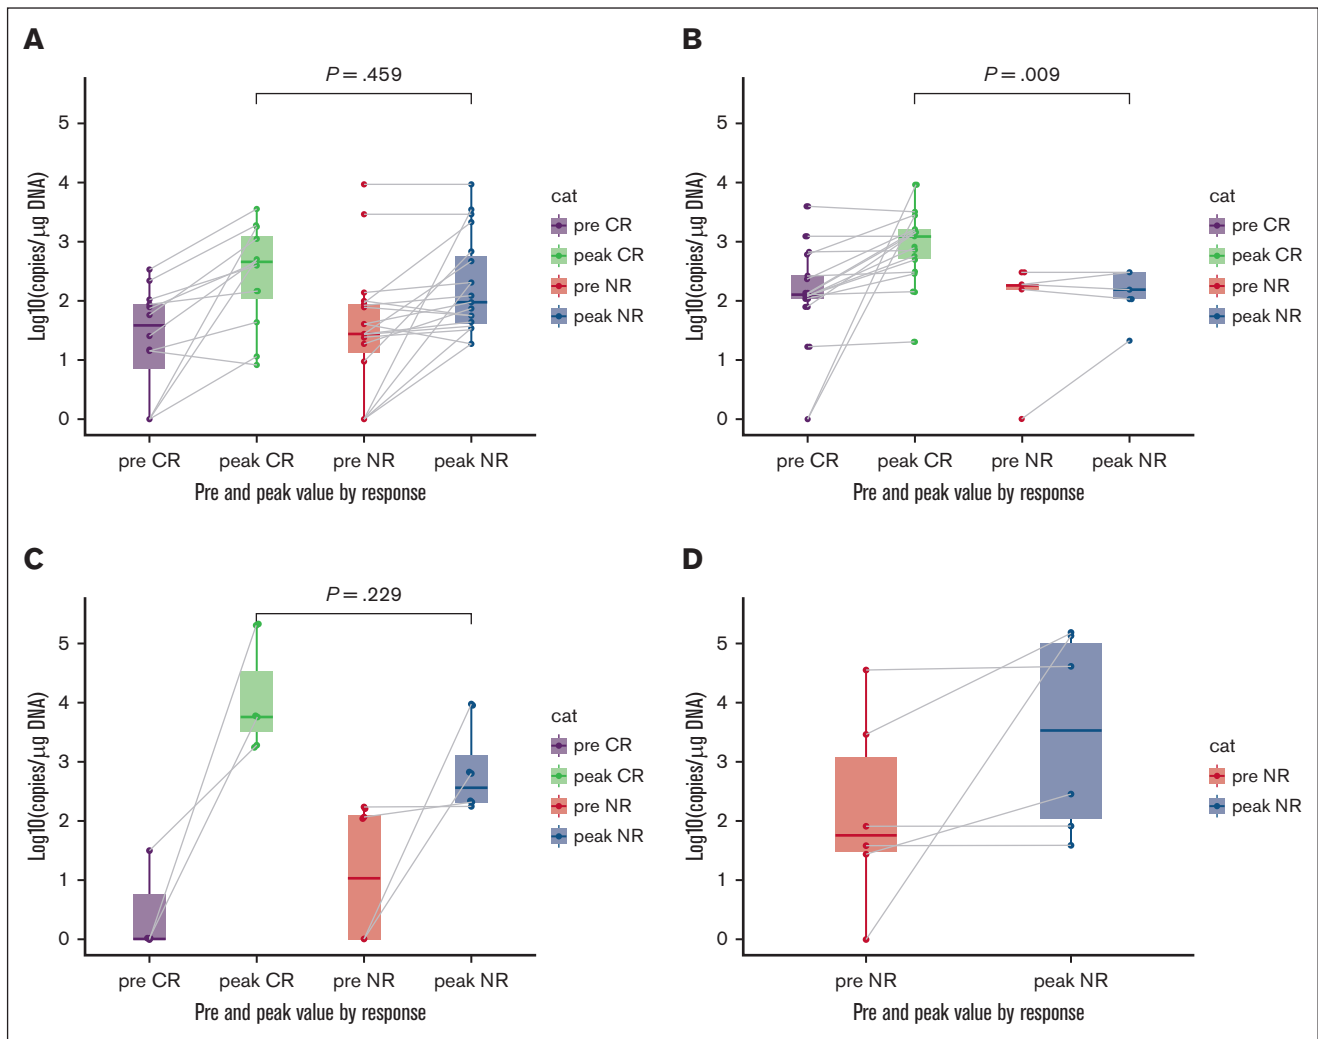 A
P = .459
Log10(copies/μg DNA)
5
4
3
2
1
0
pre CR
peak CR
pre NR
peak NR
Pre and peak value by response
cat
pre CR
peak CR
pre NR
peak NR
B
P = .009
Log10(copies/μg DNA)
5
4
3
2
1
0
pre CR
peak CR
pre NR
peak NR
Pre and peak value by response
cat
pre CR
peak CR
pre NR
peak NR
C
P = .229
Log10(copies/μg DNA)
5
4
3
2
1
0
pre CR
peak CR
pre NR
peak NR
Pre and peak value by response
cat
pre CR
peak CR
pre NR
peak NR
D
Log10(copies/μg DNA)
5
4
3
2
1
0
pre NR
peak NR
Pre and peak value by response
cat
pre NR
peak NR